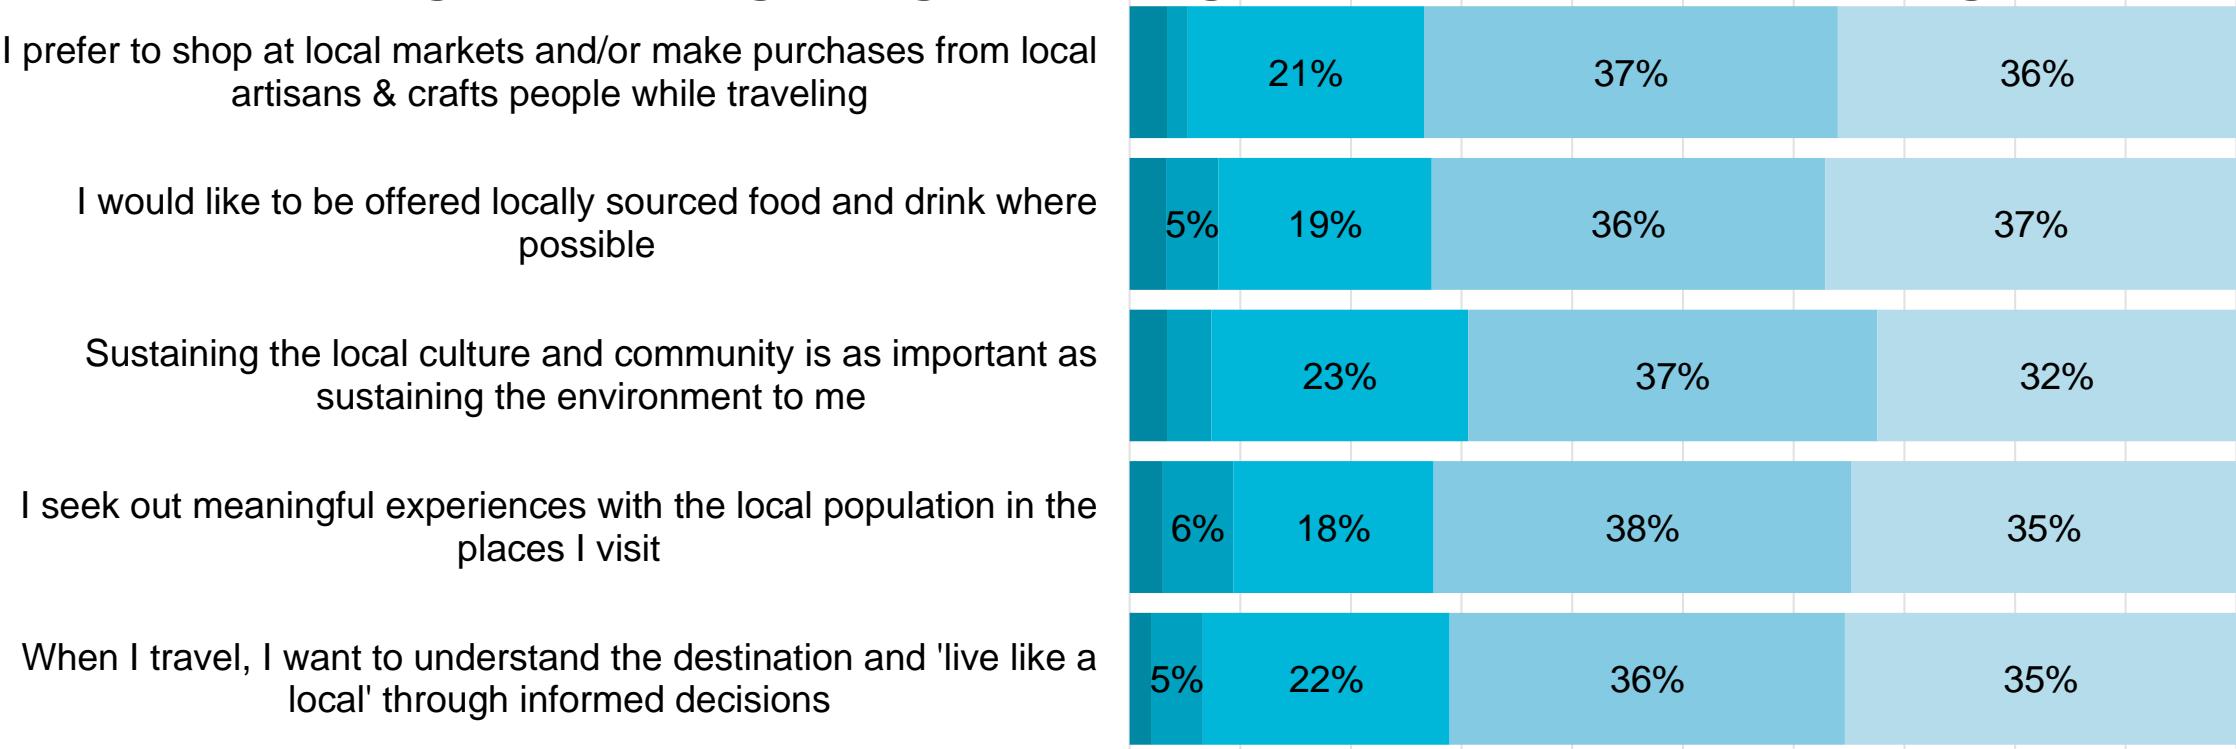 I prefer to shop at local markets and/or make purchases from local
artisans & crafts people while traveling
21% 37% 36%
I would like to be offered locally sourced food and drink where
possible
5% 19% 36% 37%
Sustaining the local culture and community is as important as
sustaining the environment to me
23% 37% 32%
I seek out meaningful experiences with the local population in the
places I visit
6% 18% 38% 35%
When I travel, I want to understand the destination and 'live like a
local' through informed decisions
5% 22% 36% 35%